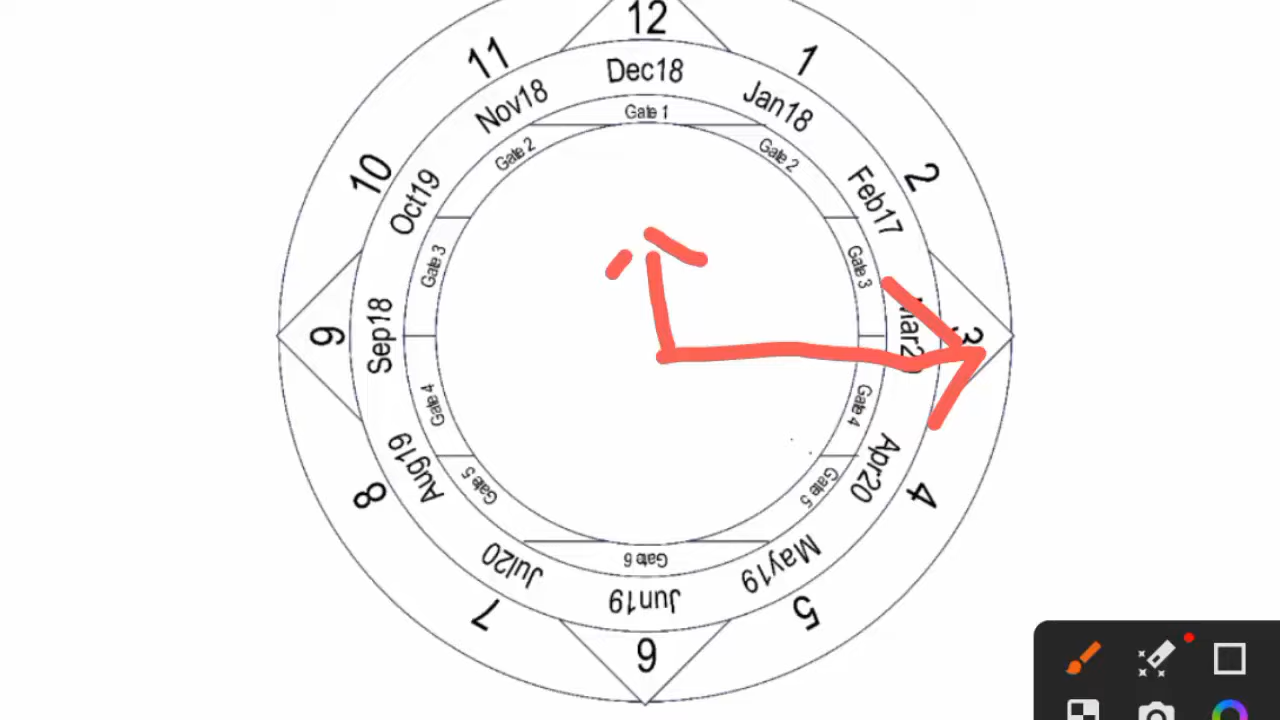 12
11
1
Dec18
Nov18
Jan18
Gate 1
Gate 2
Gate 2
10
2
Oct19
Feb17
Gate 3
Gate 3
9
Sep18
3
Gate 4
Gate 4
Aug19
Apr20
8
4
Gate 5
Gate 5
Gate 6
Jul20
May19
Jun19
7
5
6